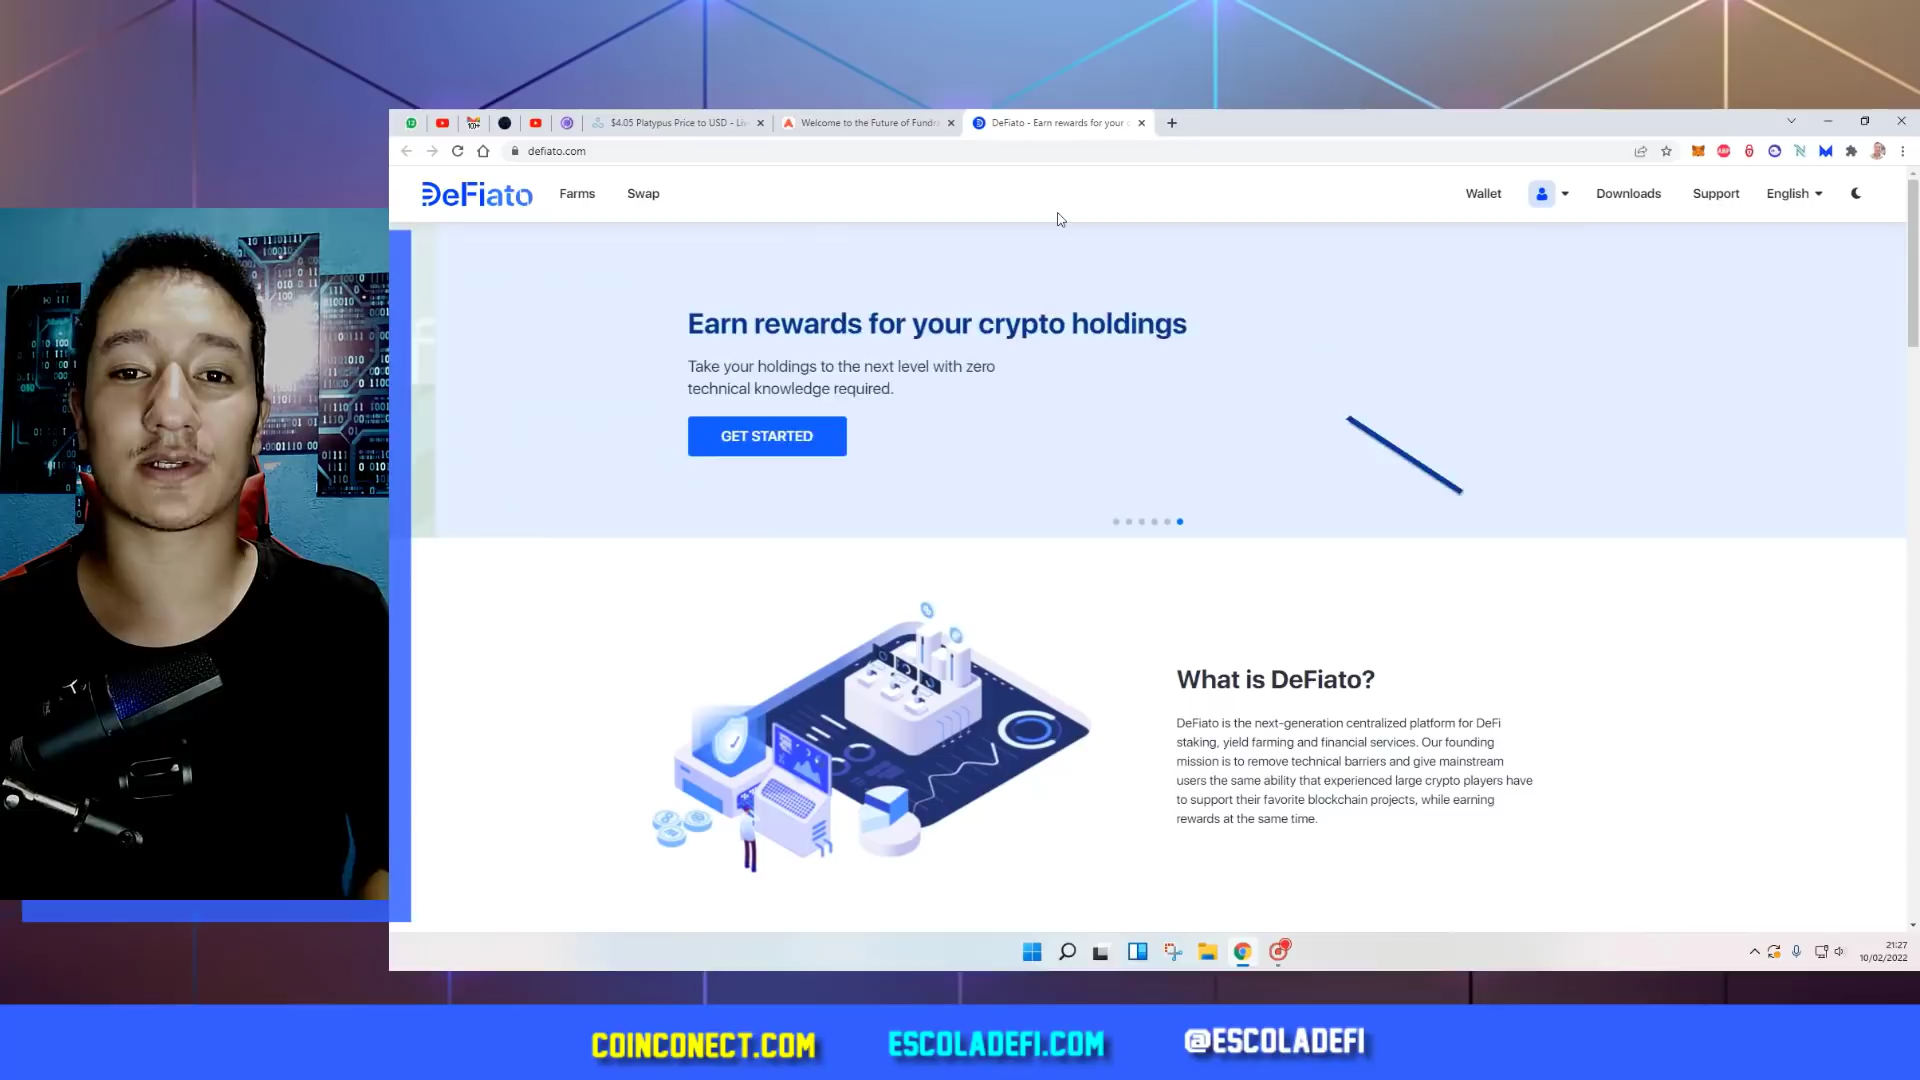 $4.05 Platypus Price to USD - Liv
Welcome to the Future of Fundra
DeFiato - Earn rewards for your c
defiato.com
DeFiato
Farms
Swap
Wallet
Downloads
Support
English
Earn rewards for your crypto holdings
Take your holdings to the next level with zero
technical knowledge required.
GET STARTED
What is DeFiato?
DeFiato is the next-generation centralized platform for DeFi
staking, yield farming and financial services. Our founding
mission is to remove technical barriers and give mainstream
users the same ability that experienced large crypto players have
to support their favorite blockchain projects, while earning
rewards at the same time.
21:27
10/02/2022
COINCONECT.COM
ESCOLADEFI.COM
@ESCOLADEFI